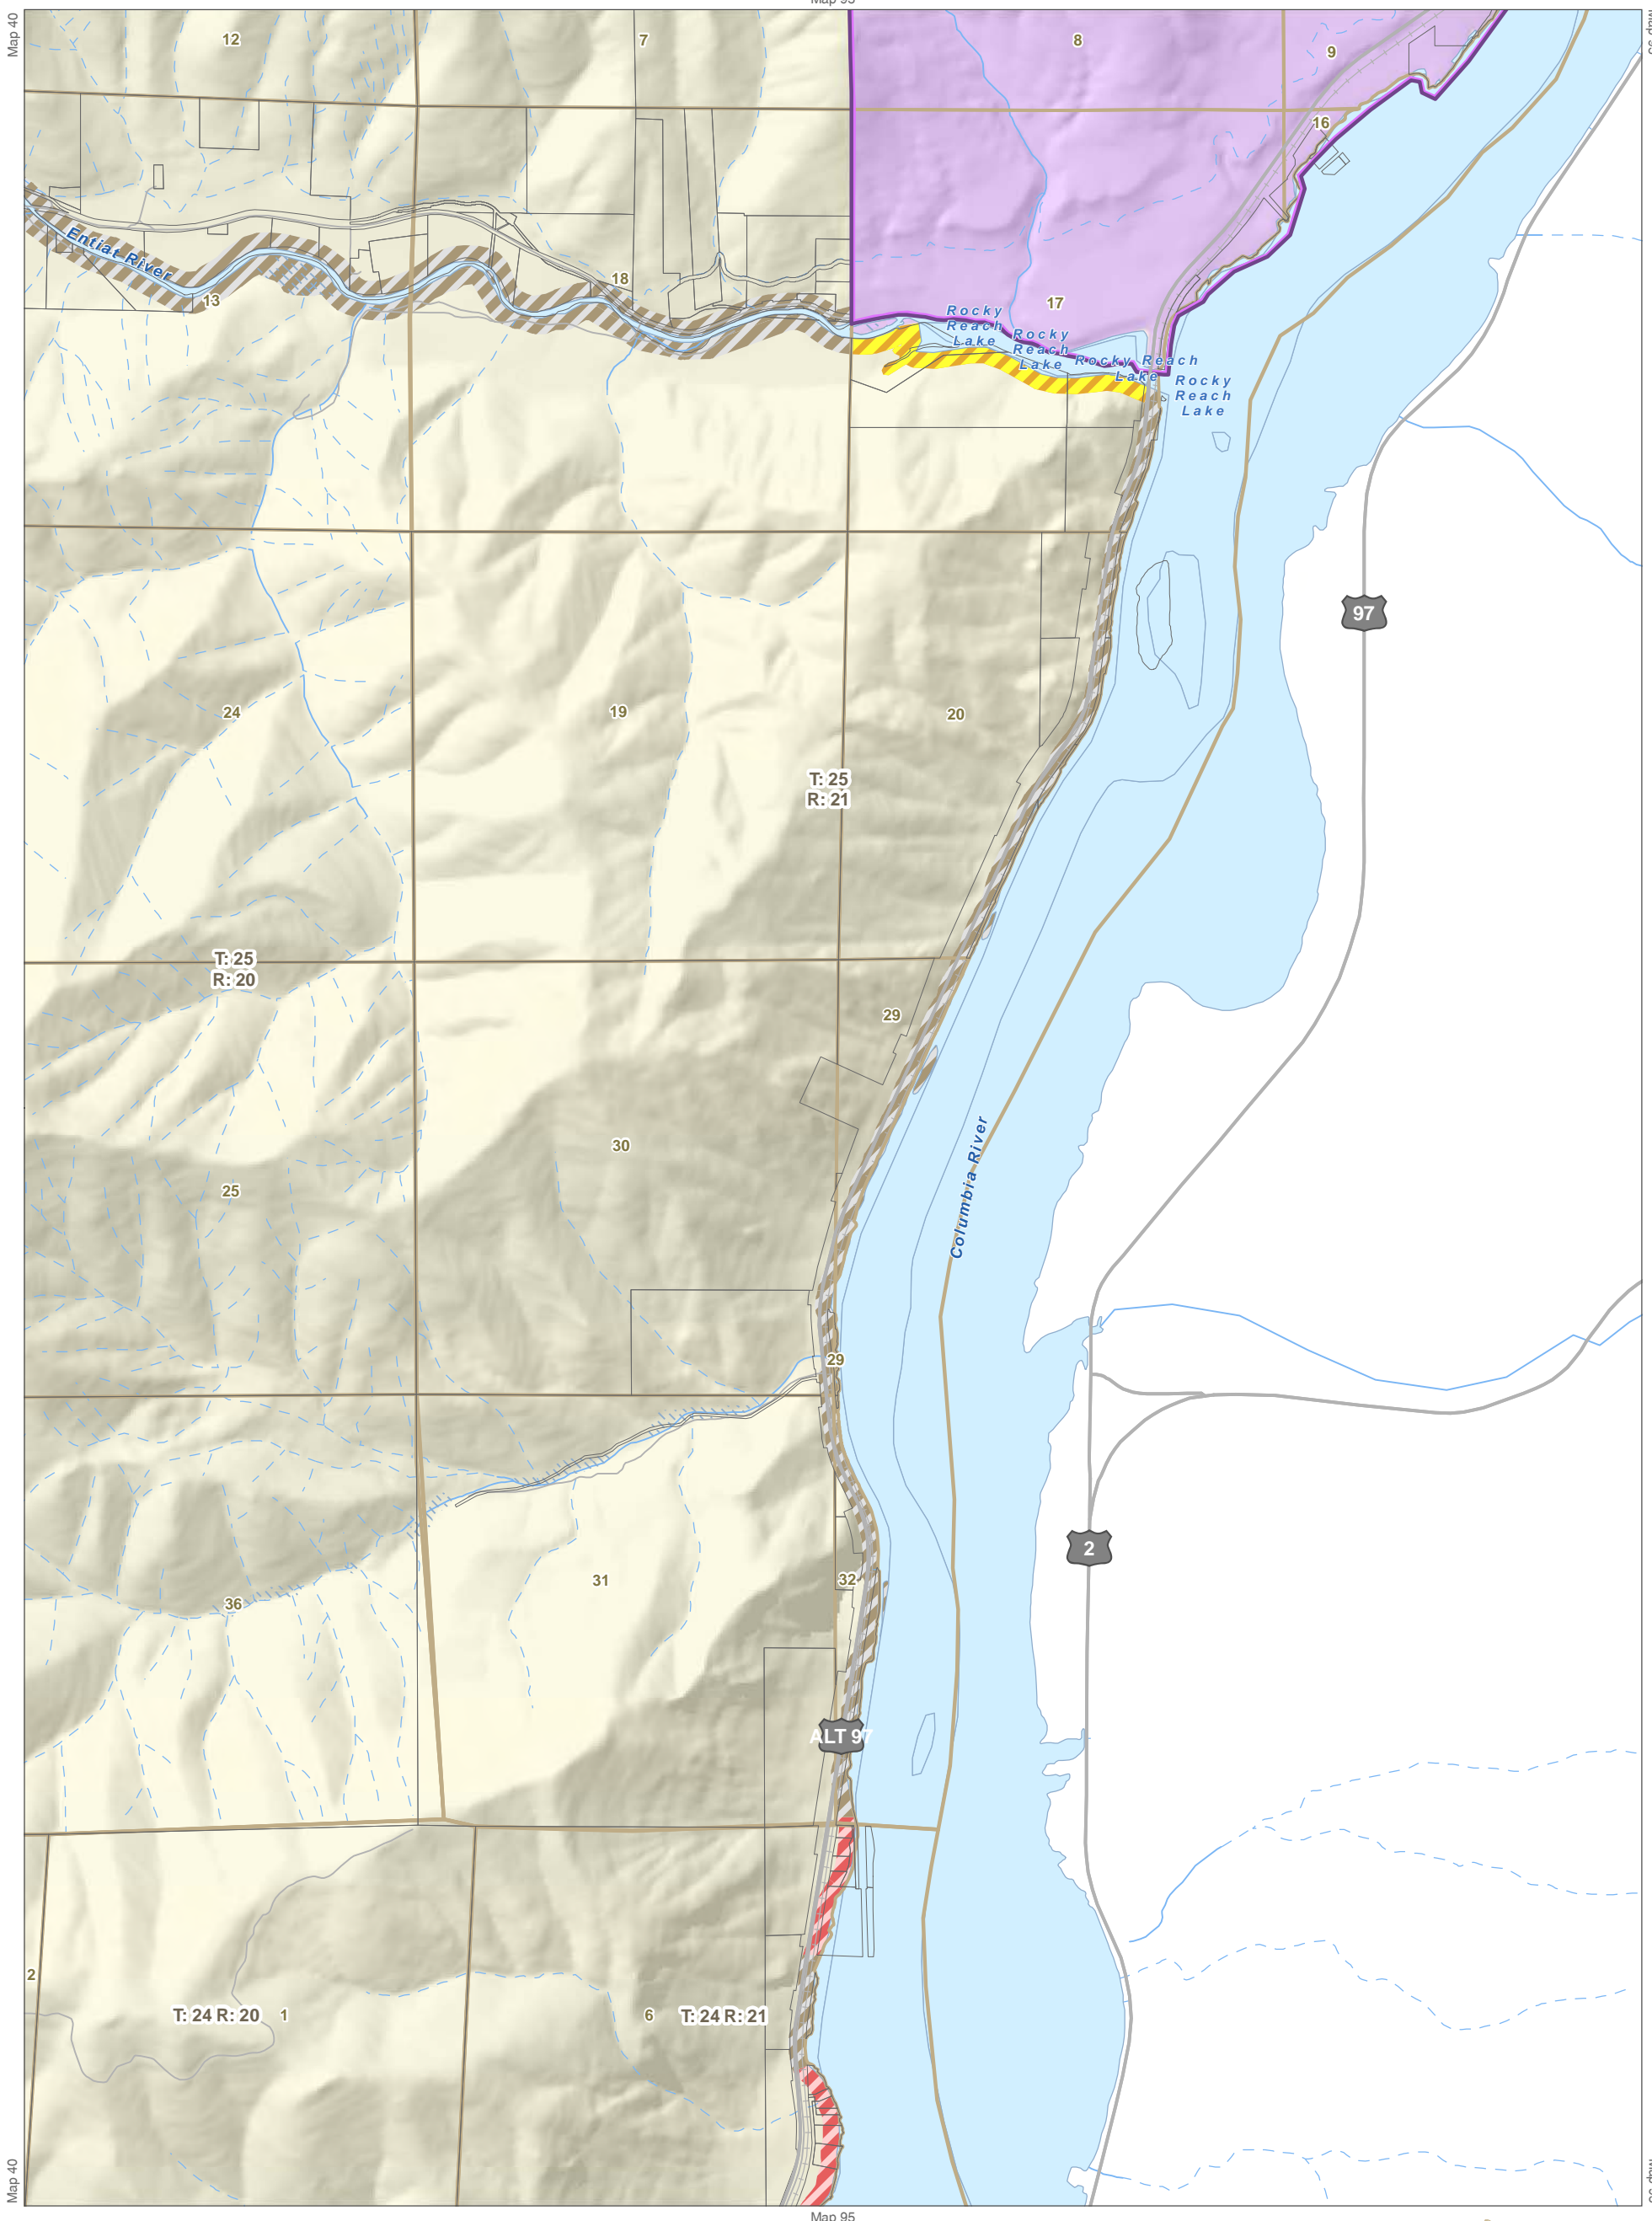 Map 93
Map 40
12
7
8
9
16
Entiat River
13
18
17
Rocky
Reach
Lake
Rocky
Reach
Lake
Rocky Reach
Lake
Rocky
Reach
Lake
97
24
19
20
T: 25
R: 21
T: 25
R: 20
29
30
25
Columbia River
29
2
31
32
36
ALT 97
2
T: 24 R: 20
1
6
T: 24 R: 21
Map 40
Map 95